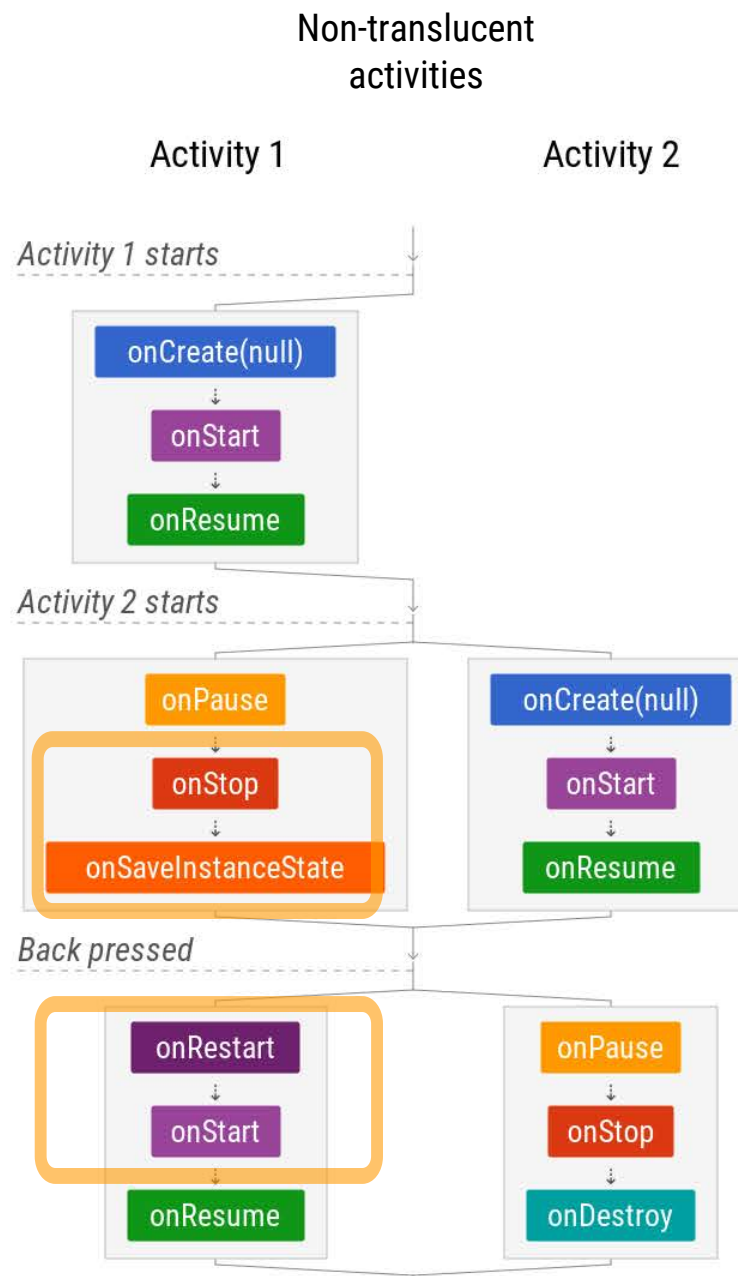 Non-translucent
activities
Activity 1
Activity 2
Activity 1 starts
onCreate(null)
onStart
onResume
Activity 2 starts
onPause
onStop
onSaveInstanceState
onCreate(null)
onStart
onResume
Back pressed
onRestart
onStart
onResume
onPause
onStop
onDestroy